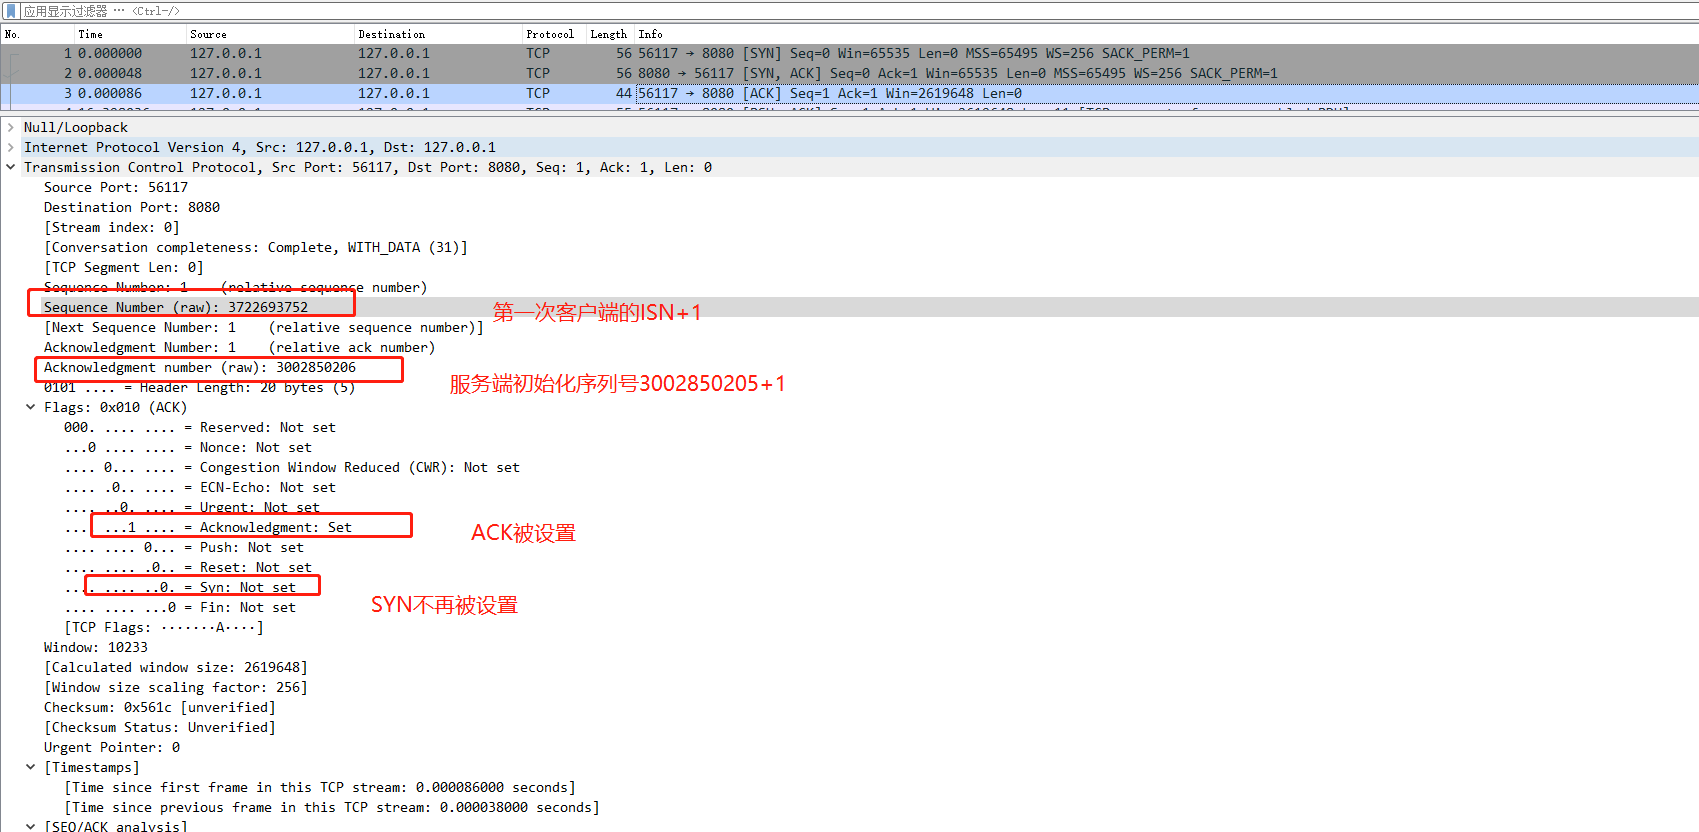 应用显示过滤器 … <Ctrl-/>
No. Time Source Destination Protocol Length Info
1 0.000000 127.0.0.1 127.0.0.1 TCP 56 56117 → 8080 [SYN] Seq=0 Win=65535 Len=0 MSS=65495 WS=256 SACK_PERM=1
2 0.000048 127.0.0.1 127.0.0.1 TCP 56 8080 → 56117 [SYN, ACK] Seq=0 Ack=1 Win=65535 Len=0 MSS=65495 WS=256 SACK_PERM=1
3 0.000086 127.0.0.1 127.0.0.1 TCP 44 56117 → 8080 [ACK] Seq=1 Ack=1 Win=2619648 Len=0
Null/Loopback
Internet Protocol Version 4, Src: 127.0.0.1, Dst: 127.0.0.1
Transmission Control Protocol, Src Port: 56117, Dst Port: 8080, Seq: 1, Ack: 1, Len: 0
Source Port: 56117
Destination Port: 8080
[Stream index: 0]
[Conversation completeness: Complete, WITH_DATA (31)]
[TCP Segment Len: 0]
Sequence Number: 1 (relative sequence number)
Sequence Number (raw): 3722693752
第一次客户端的ISN+1
[Next Sequence Number: 1 (relative sequence number)]
Acknowledgment Number: 1 (relative ack number)
Acknowledgment number (raw): 3002850206
服务端初始化序列号3002850205+1
0101 .... = Header Length: 20 bytes (5)
Flags: 0x010 (ACK)
000. .... .... = Reserved: Not set
...0 .... .... = Nonce: Not set
.... 0... .... = Congestion Window Reduced (CWR): Not set
.... .0.. .... = ECN-Echo: Not set
.... ..0. .... = Urgent: Not set
.... ...1 .... = Acknowledgment: Set
ACK被设置
.... .... 0... = Push: Not set
.... .... .0.. = Reset: Not set
.... .... ..0. = Syn: Not set
SYN不再被设置
.... .... ...0 = Fin: Not set
[TCP Flags: ·······A····]
Window: 10233
[Calculated window size: 2619648]
[Window size scaling factor: 256]
Checksum: 0x561c [unverified]
[Checksum Status: Unverified]
Urgent Pointer: 0
[Timestamps]
[Time since first frame in this TCP stream: 0.000086000 seconds]
[Time since previous frame in this TCP stream: 0.000038000 seconds]
[SEQ/ACK analysis]